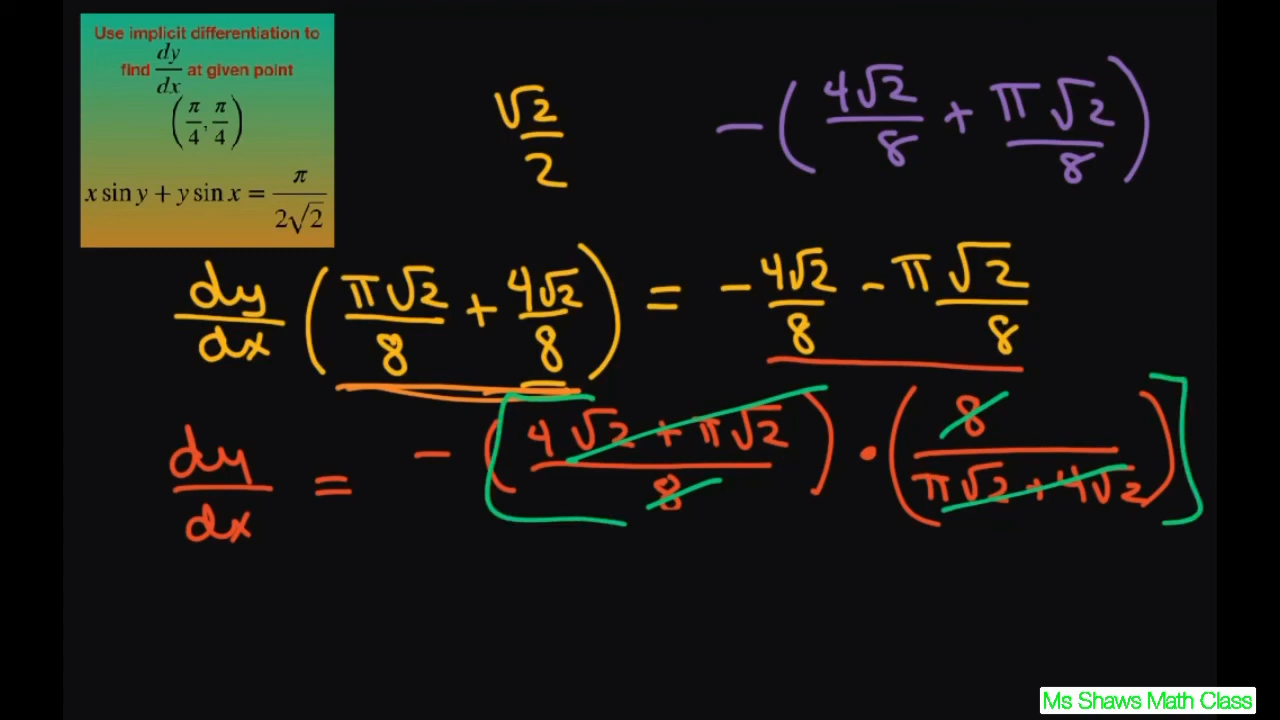 Use implicit differentiation to
find dy/dx at given point
(π/4, π/4)
x sin y + y sin x = π/(2√2)
√2/2
-(4√2/8 + π√2/8)
dy/dx (π√2/8 + 4√2/8) = -4√2/8 - π√2/8
dy/dx = -[(4√2 + π√2)/8) · (8/(π√2 + 4√2))]
Ms Shaws Math Class